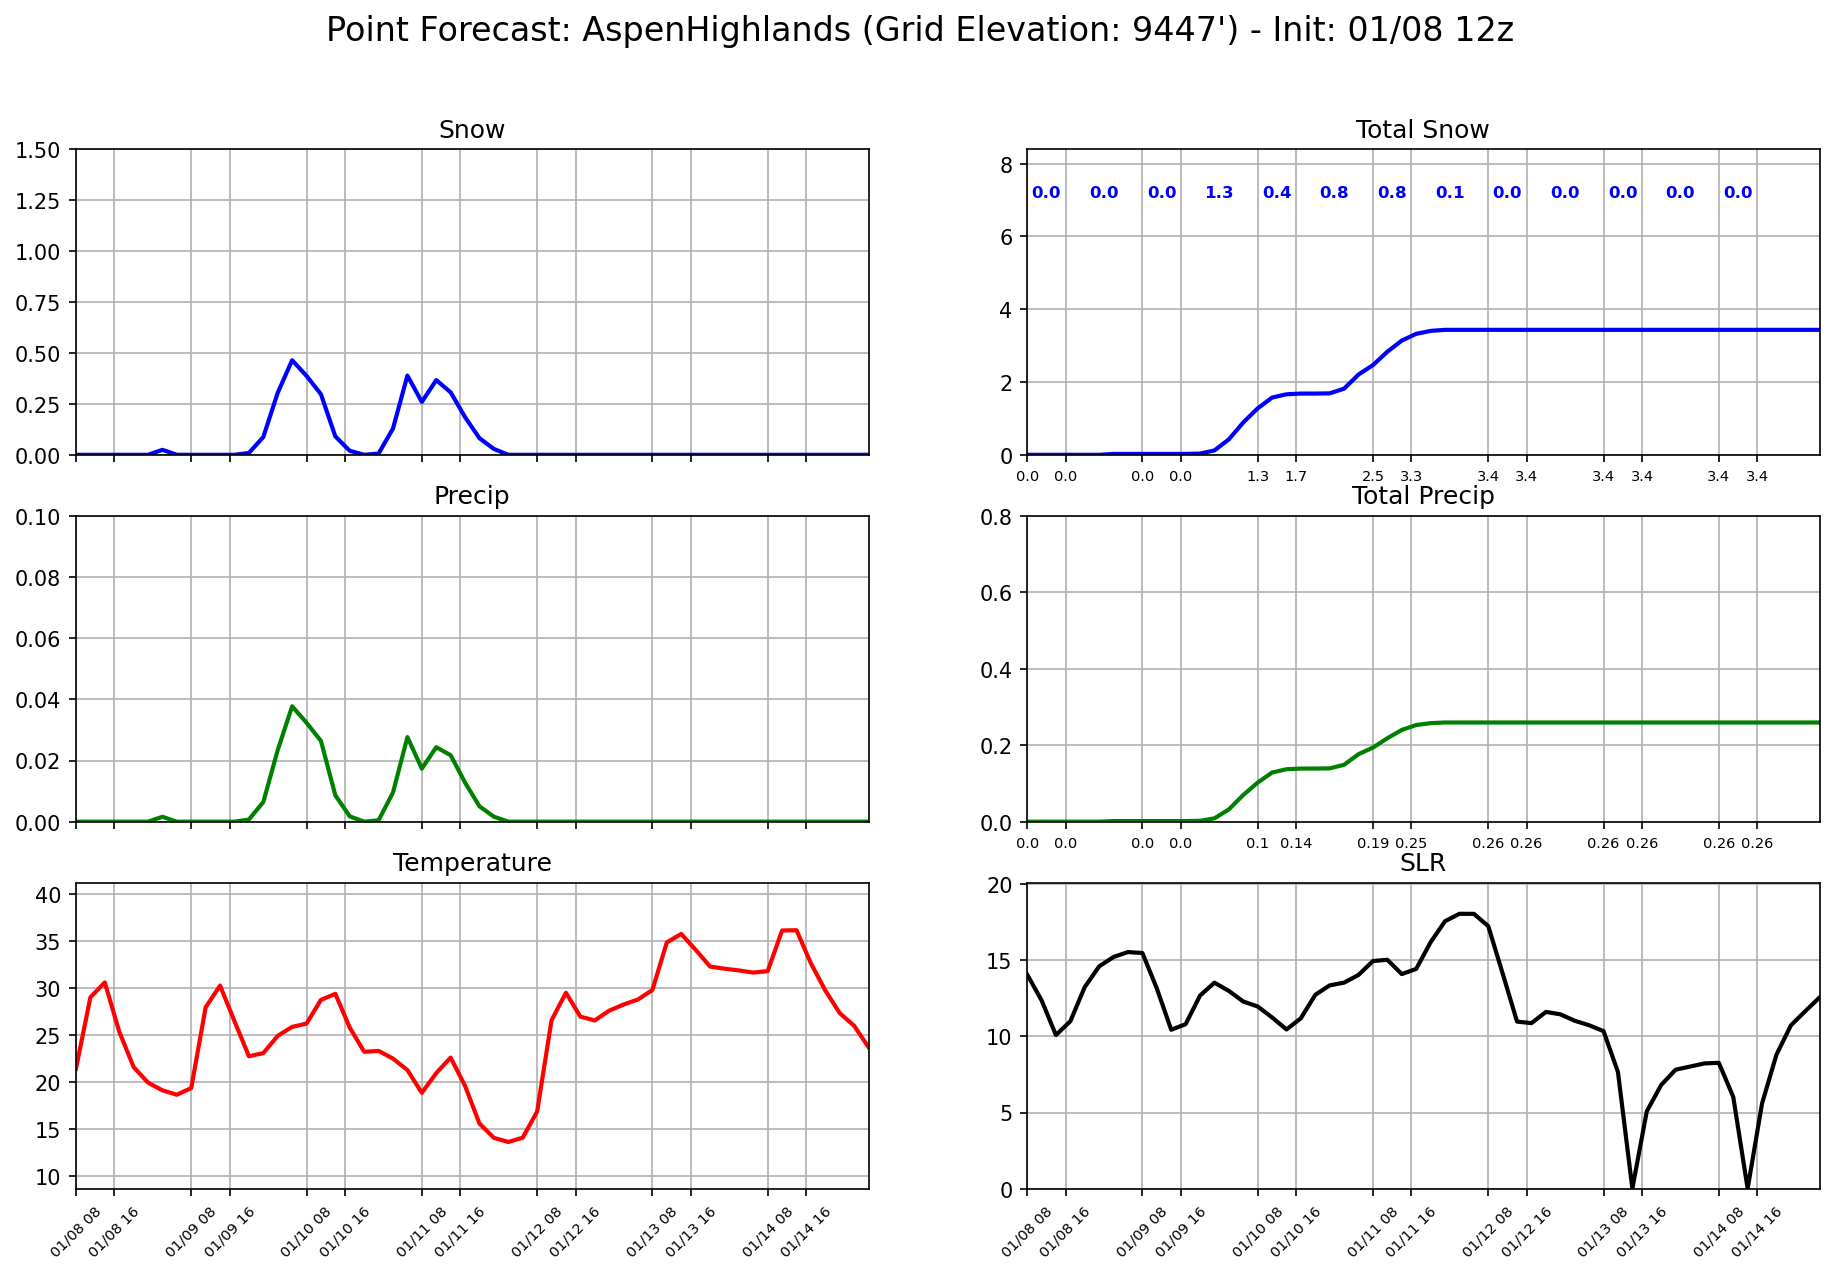 Point Forecast: AspenHighlands (Grid Elevation: 9447') - Init: 01/08 12z
Snow
1.50
1.25
1.00
0.75
0.50
0.25
0.00
Total Snow
8
6
4
2
0
0.0 0.0 0.0 1.3 0.4 0.8 0.8 0.1 0.0 0.0 0.0 0.0 0.0
0.0 0.0 0.0 0.0 1.3 1.7 2.5 3.3 3.4 3.4 3.4 3.4 3.4 3.4
Precip
0.10
0.08
0.06
0.04
0.02
0.00
Total Precip
0.8
0.6
0.4
0.2
0.0
0.0 0.0 0.0 0.0 0.1 0.14 0.19 0.25 0.26 0.26 0.26 0.26 0.26 0.26
Temperature
40
35
30
25
20
15
10
01/08 08 01/08 16 01/09 08 01/09 16 01/10 08 01/10 16 01/11 08 01/11 16 01/12 08 01/12 16 01/13 08 01/13 16 01/14 08 01/14 16
SLR
20
15
10
5
0
01/08 08 01/08 16 01/09 08 01/09 16 01/10 08 01/10 16 01/11 08 01/11 16 01/12 08 01/12 16 01/13 08 01/13 16 01/14 08 01/14 16